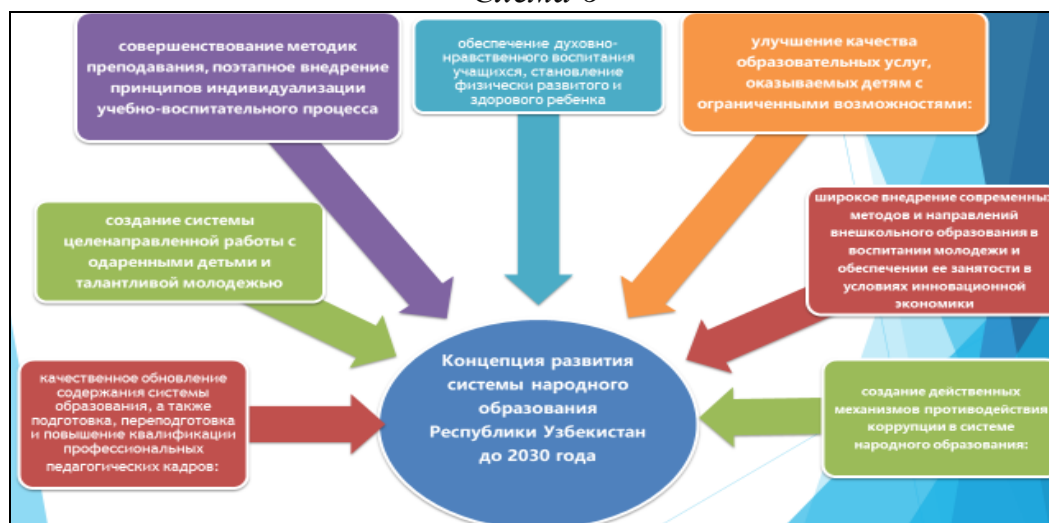 совершенствование методик
преподавания, поэтапное внедрение
принципов индивидуализации
учебно-воспитательного процесса
обеспечение духовно-
нравственного воспитания
учащихся, становление
физически развитого и
здорового ребенка
улучшение качества
образовательных услуг,
оказываемых детям с
ограниченными возможностями:
создание системы
целенаправленной работы с
одаренными детьми и
талантливой молодежью
широкое внедрение современных
методов и направлений
внешкольного образования в
воспитании молодежи и
обеспечении ее занятости в
условиях инновационной
экономики
качественное обновление
содержания системы
образования, а также
подготовка, переподготовка
и повышение квалификации
профессиональных
педагогических кадров:
Концепция развития
системы народного
образования
Республики Узбекистан
до 2030 года
создание действенных
механизмов противодействия
коррупции в системе
народного образования: